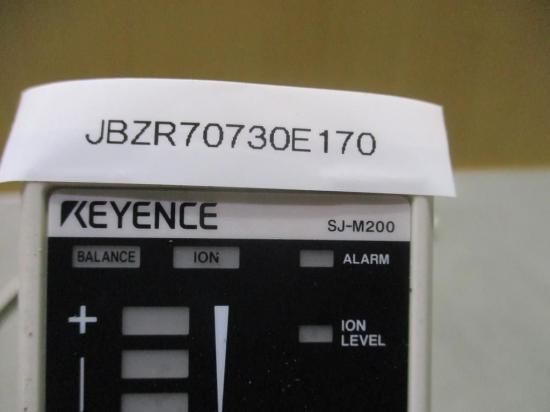 JBZR70730E170
KEYENCE SJ-M200
BALANCE ION ALARM
+
ION
LEVEL